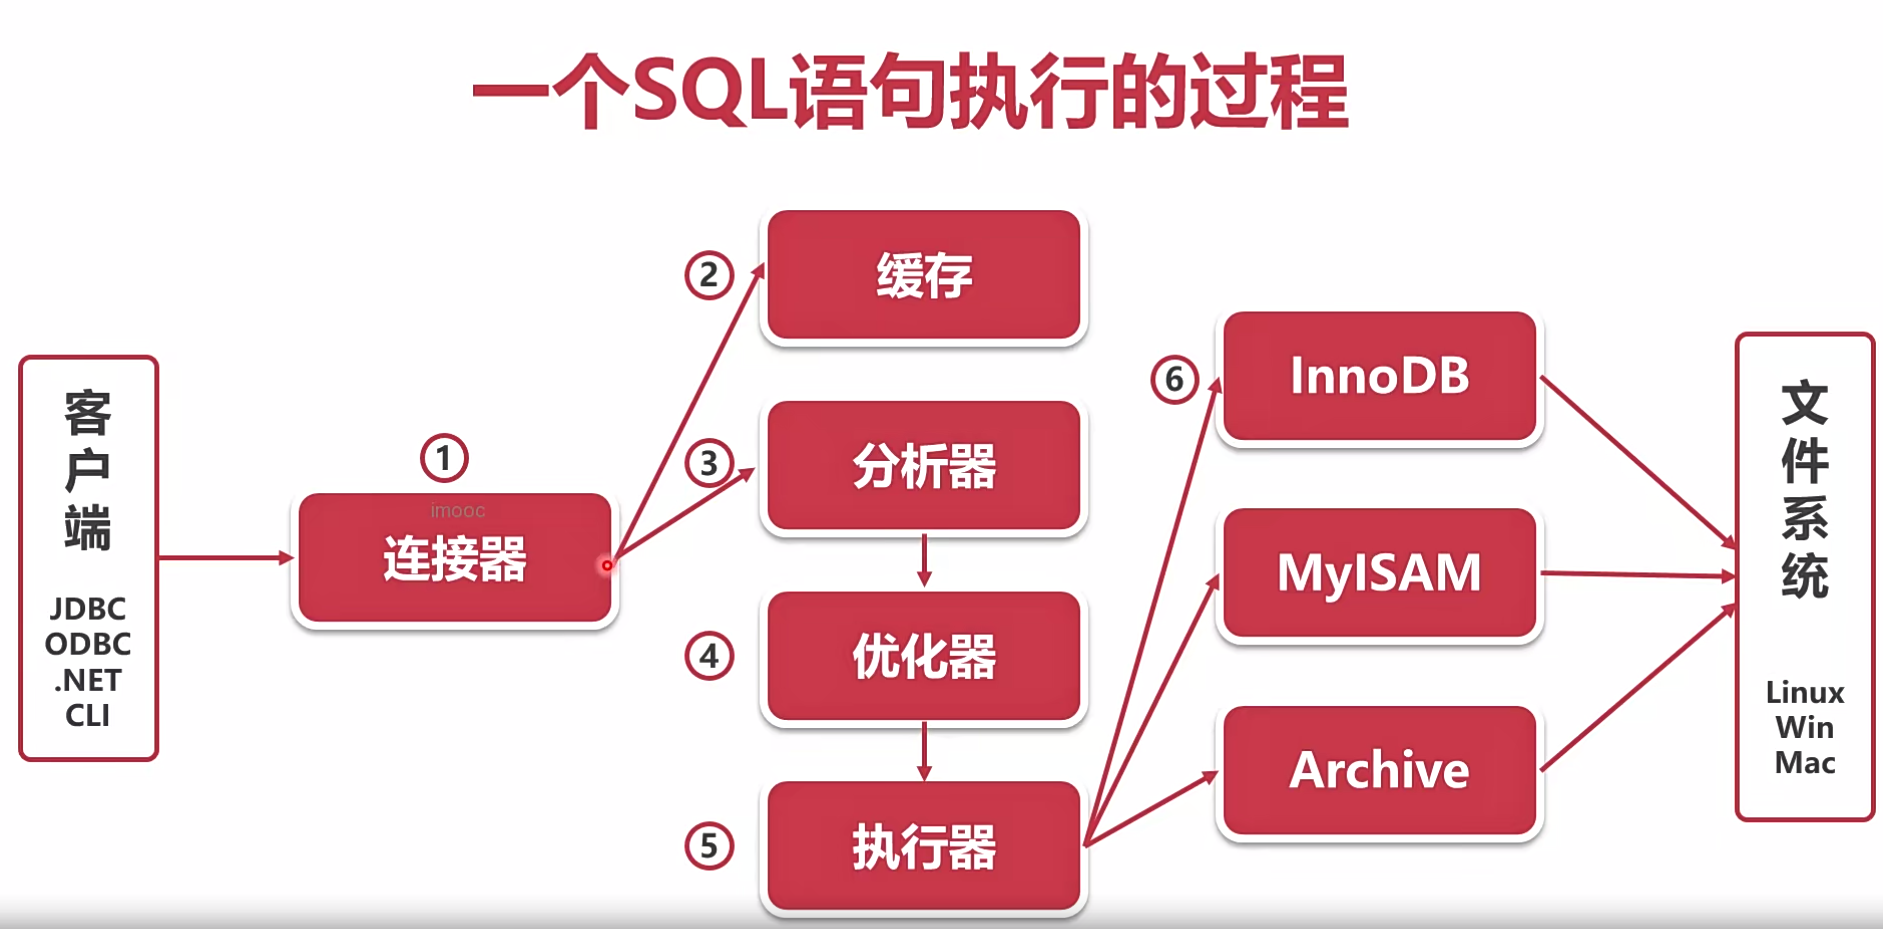 一个SQL语句执行的过程
客户端
JDBC
ODBC
.NET
CLI
①
imooc
连接器
②
缓存
③
分析器
④
优化器
⑤
执行器
⑥
InnoDB
MyISAM
Archive
文件系统
Linux
Win
Mac